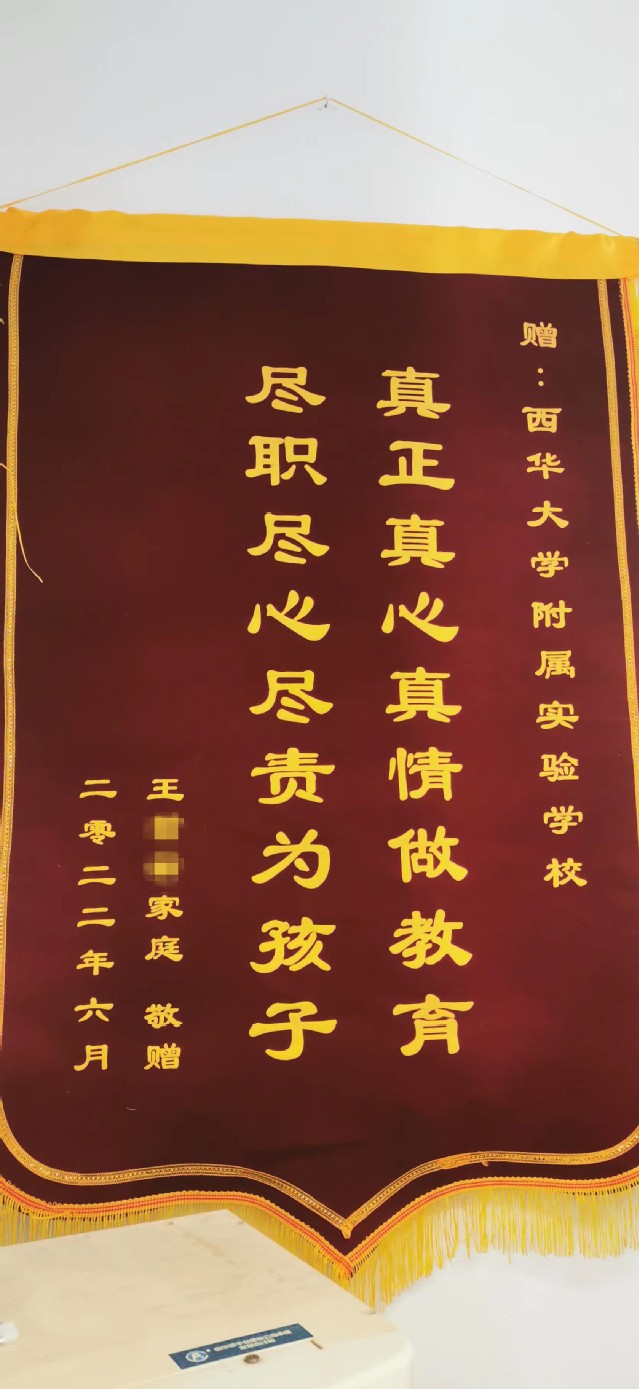 赠：西华大学附属实验学校
真正真心真情做教育
尽职尽心尽责为孩子
王家庭 敬赠
二零二二年六月